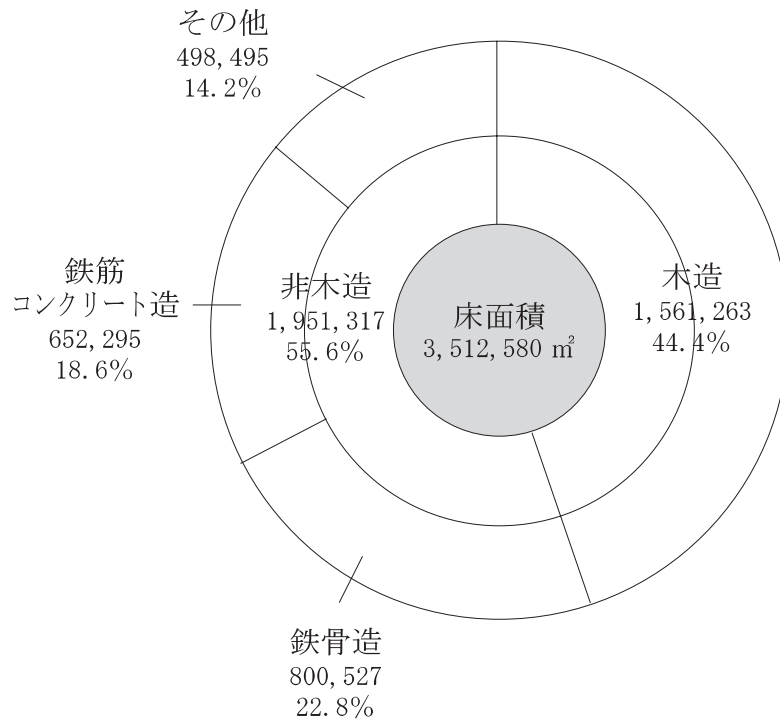 その他
498,495
14.2%
鉄筋
コンクリート造
652,295
18.6%
非木造
1,951,317
55.6%
床面積
3,512,580 ㎡
木造
1,561,263
44.4%
鉄骨造
800,527
22.8%